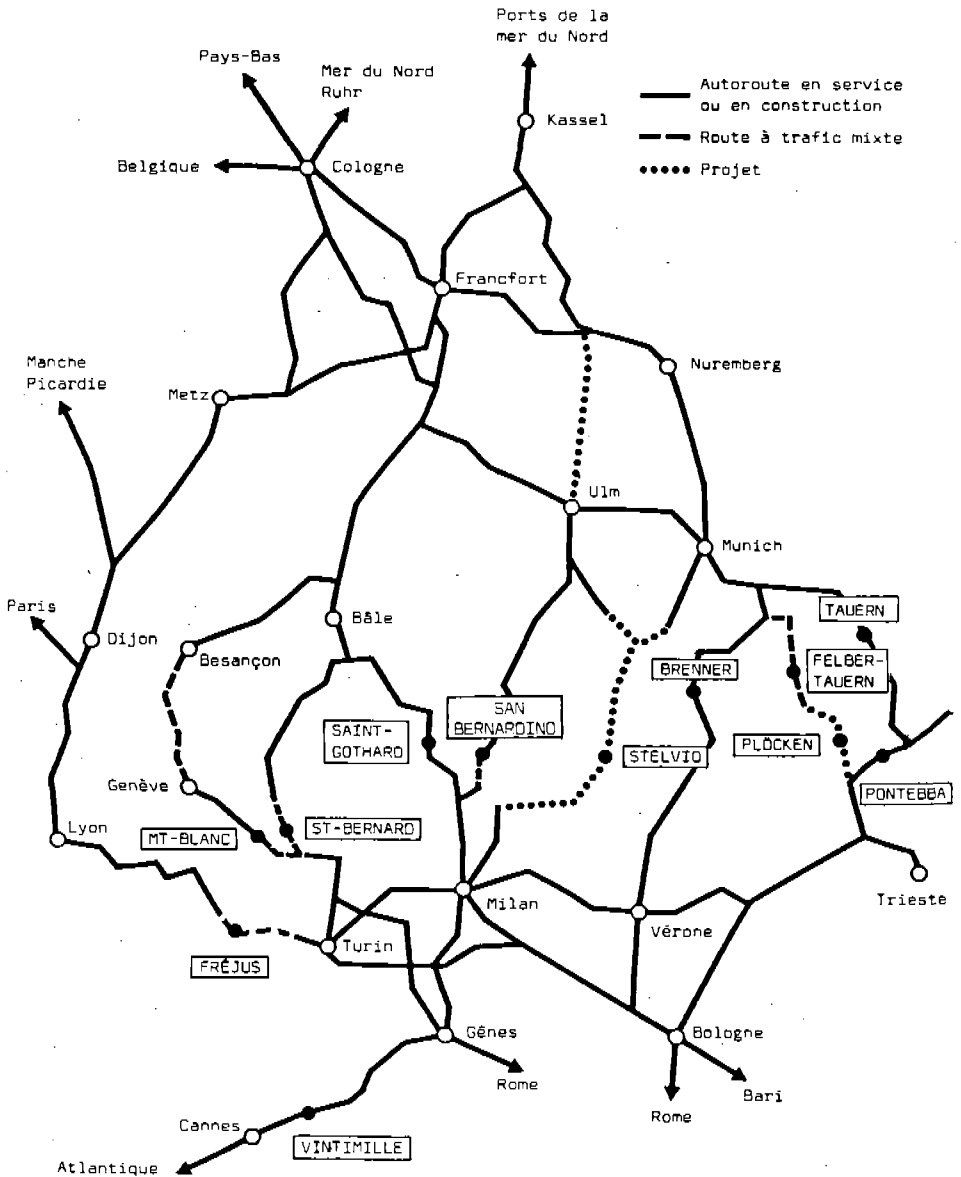 Ports de la
mer du Nord
Pays-Bas
Mer du Nord
Ruhr
Autoroute en service
ou en construction
Kassel
Route à trafic mixte
Belgique
Cologne
Projet
Francfort
Manche
Picardie
Nuremberg
Metz
Ulm
Munich
Paris
Dijon
Bâle
TAUERN
Besançon
BRENNER
FELBER-
TAUERN
SAINT-
GOTHARD
SAN
BERNARDINO
STELVIO
PLÖCKEN
Genève
PONTEBBA
Lyon
MT-BLANC
ST-BERNARD
Milan
Trieste
Vérone
Turin
FRÉJUS
Gênes
Bologne
Rome
Bari
Rome
Cannes
VINTIMILLE
Atlantique